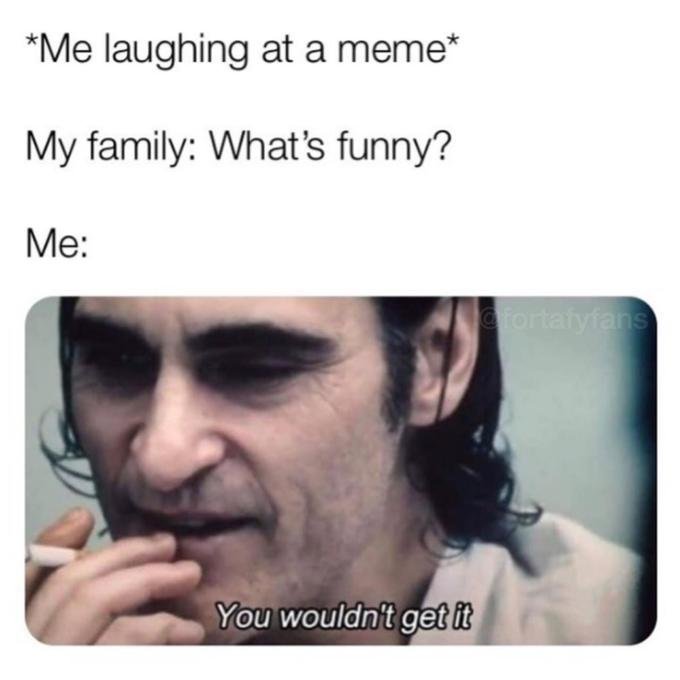 *Me laughing at a meme*
My family: What’s funny?
Me:
@fortafyfans
You wouldn't get it